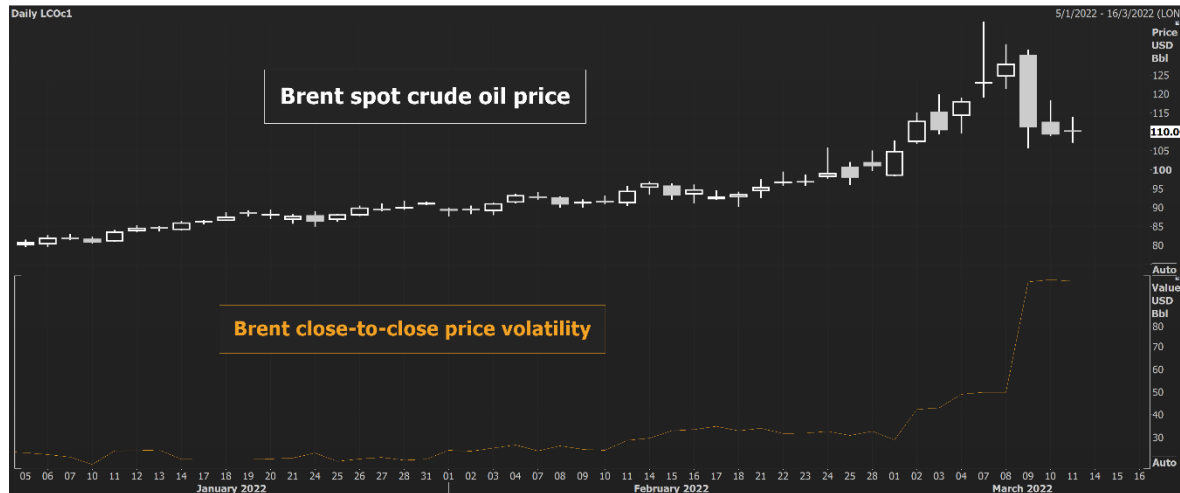 Daily LCOc1
5/1/2022 - 16/3/2022 (LON
Price
USD
Bbl
Brent spot crude oil price
125
120
115
110.0
105
100
95
90
85
80
Auto
Value
USD
Bbl
Brent close-to-close price volatility
80
70
60
50
40
30
Auto
05 06 07 10 11 12 13 14 17 18 19 20 21 24 25 26 27 28 31 01 02 03 04 07 08 09 10 11 14 15 16 17 18 21 22 23 24 25 28 01 02 03 04 07 08 09 10 11 14 15 16
January 2022 February 2022 March 2022